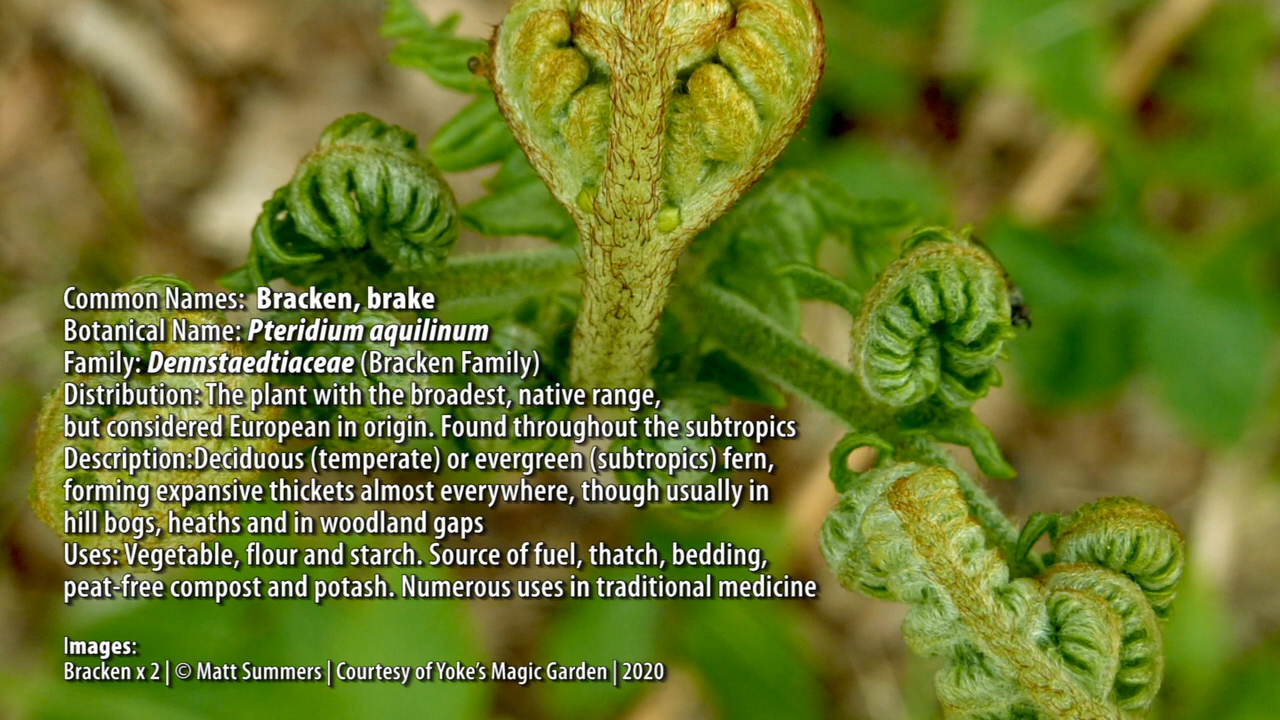 Common Names: Bracken, brake
Botanical Name: Pteridium aquilinum
Family: Dennstaedtiaceae (Bracken Family)
Distribution: The plant with the broadest, native range,
but considered European in origin. Found throughout the subtropics
Description:Deciduous (temperate) or evergreen (subtropics) fern,
forming expansive thickets almost everywhere, though usually in
hill bogs, heaths and in woodland gaps
Uses: Vegetable, flour and starch. Source of fuel, thatch, bedding,
peat-free compost and potash. Numerous uses in traditional medicine
Images:
Bracken x 2 | © Matt Summers | Courtesy of Yoke's Magic Garden | 2020